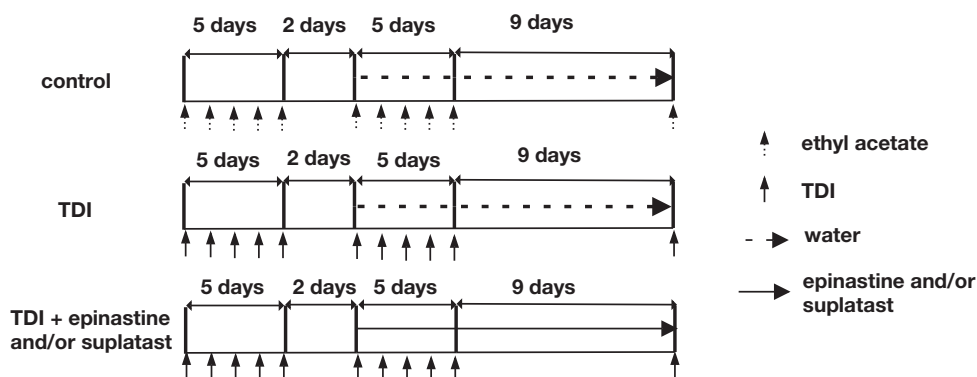 5 days 2 days 5 days 9 days
control
5 days 2 days 5 days 9 days
TDI
5 days 2 days 5 days 9 days
TDI + epinastine
and/or suplatast
ethyl acetate
TDI
water
epinastine and/or
suplatast